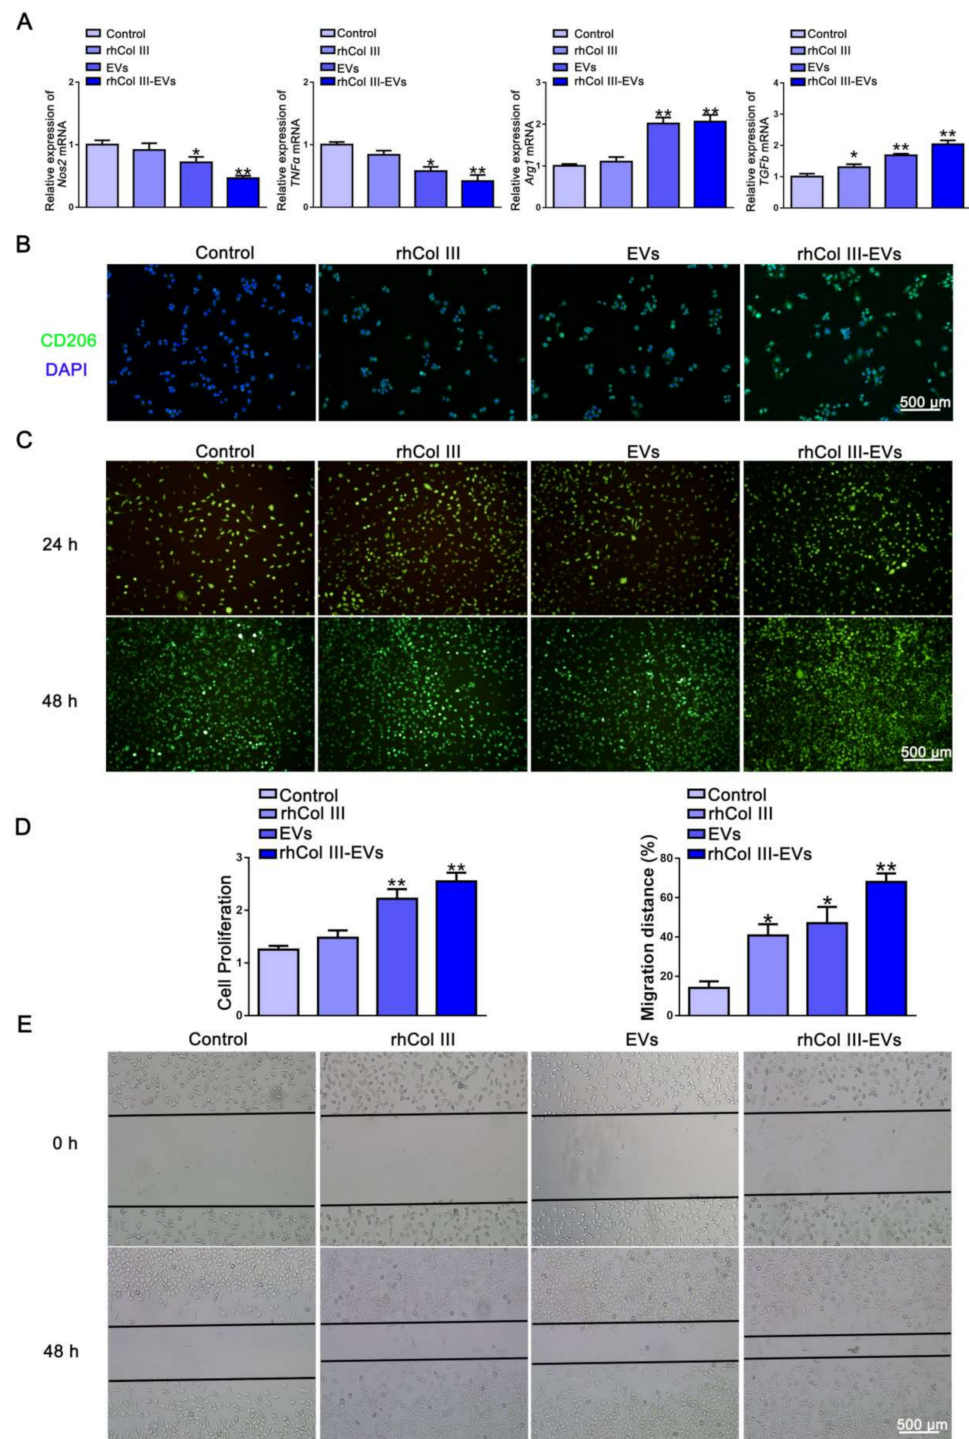 A
Control
rhCol III
EVs
rhCol III-EVs
Relative expression of
Nos2 mRNA
2
1
0
*
**
Control
rhCol III
EVs
rhCol III-EVs
Relative expression of
TNFα mRNA
2
1
0
*
**
Control
rhCol III
EVs
rhCol III-EVs
Relative expression of
Arg1 mRNA
3
2
1
0
**
**
Control
rhCol III
EVs
rhCol III-EVs
Relative expression of
TGFb mRNA
4
3
2
1
0
*
**
**
B
Control rhCol III EVs rhCol III-EVs
CD206
DAPI
500 μm
C
Control rhCol III EVs rhCol III-EVs
24 h
48 h
500 μm
D
Control
rhCol III
EVs
rhCol III-EVs
Cell Proliferation
3
2
1
0
**
**
Control
rhCol III
EVs
rhCol III-EVs
Migration distance (%)
80
60
40
20
0
*
*
**
E
Control rhCol III EVs rhCol III-EVs
0 h
48 h
500 μm